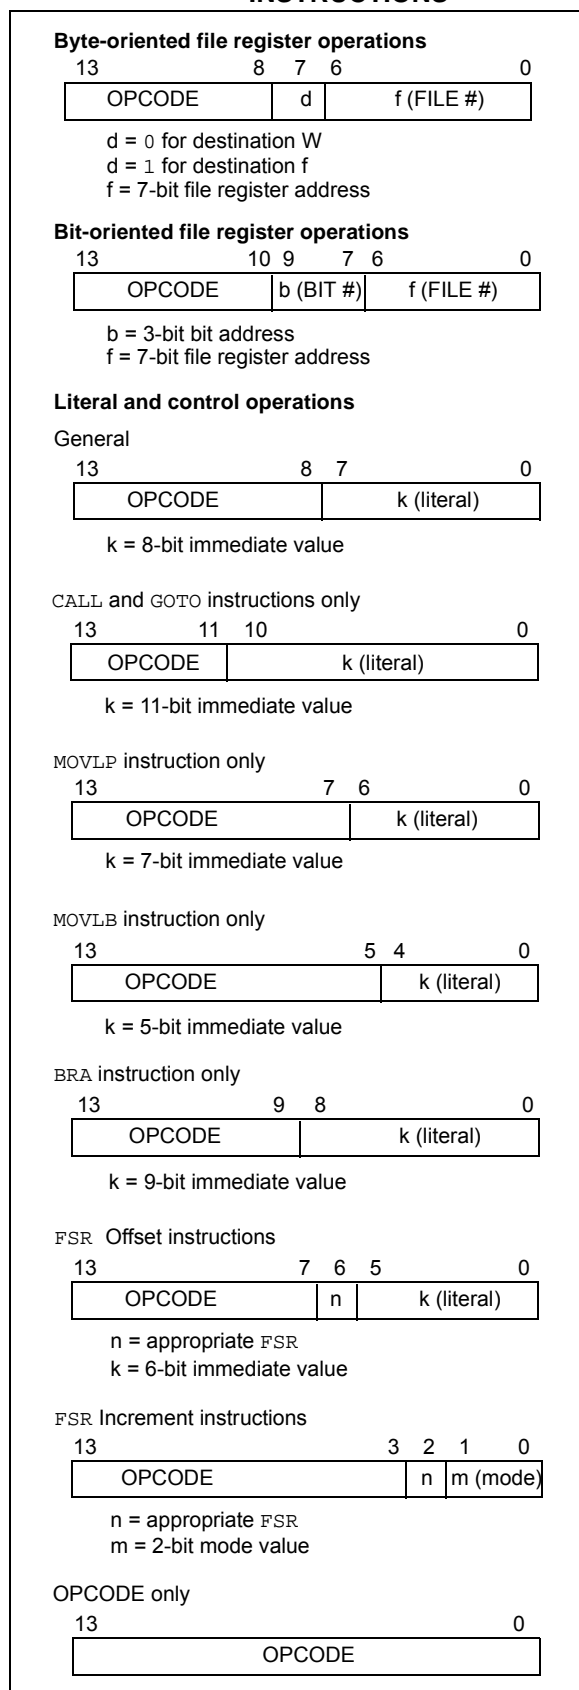 Byte-oriented file register operations
13 8 7 6 0
OPCODE d f (FILE #)
d = 0 for destination W
d = 1 for destination f
f = 7-bit file register address
Bit-oriented file register operations
13 10 9 7 6 0
OPCODE b (BIT #) f (FILE #)
b = 3-bit bit address
f = 7-bit file register address
Literal and control operations
General
13 8 7 0
OPCODE k (literal)
k = 8-bit immediate value
CALL and GOTO instructions only
13 11 10 0
OPCODE k (literal)
k = 11-bit immediate value
MOVLP instruction only
13 7 6 0
OPCODE k (literal)
k = 7-bit immediate value
MOVLB instruction only
13 5 4 0
OPCODE k (literal)
k = 5-bit immediate value
BRA instruction only
13 9 8 0
OPCODE k (literal)
k = 9-bit immediate value
FSR Offset instructions
13 7 6 5 0
OPCODE n k (literal)
n = appropriate FSR
k = 6-bit immediate value
FSR Increment instructions
13 3 2 1 0
OPCODE n m (mode)
n = appropriate FSR
m = 2-bit mode value
OPCODE only
13 0
OPCODE